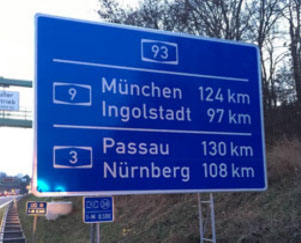 93
9 München 124 km
Ingolstadt 97 km
3 Passau 130 km
Nürnberg 108 km